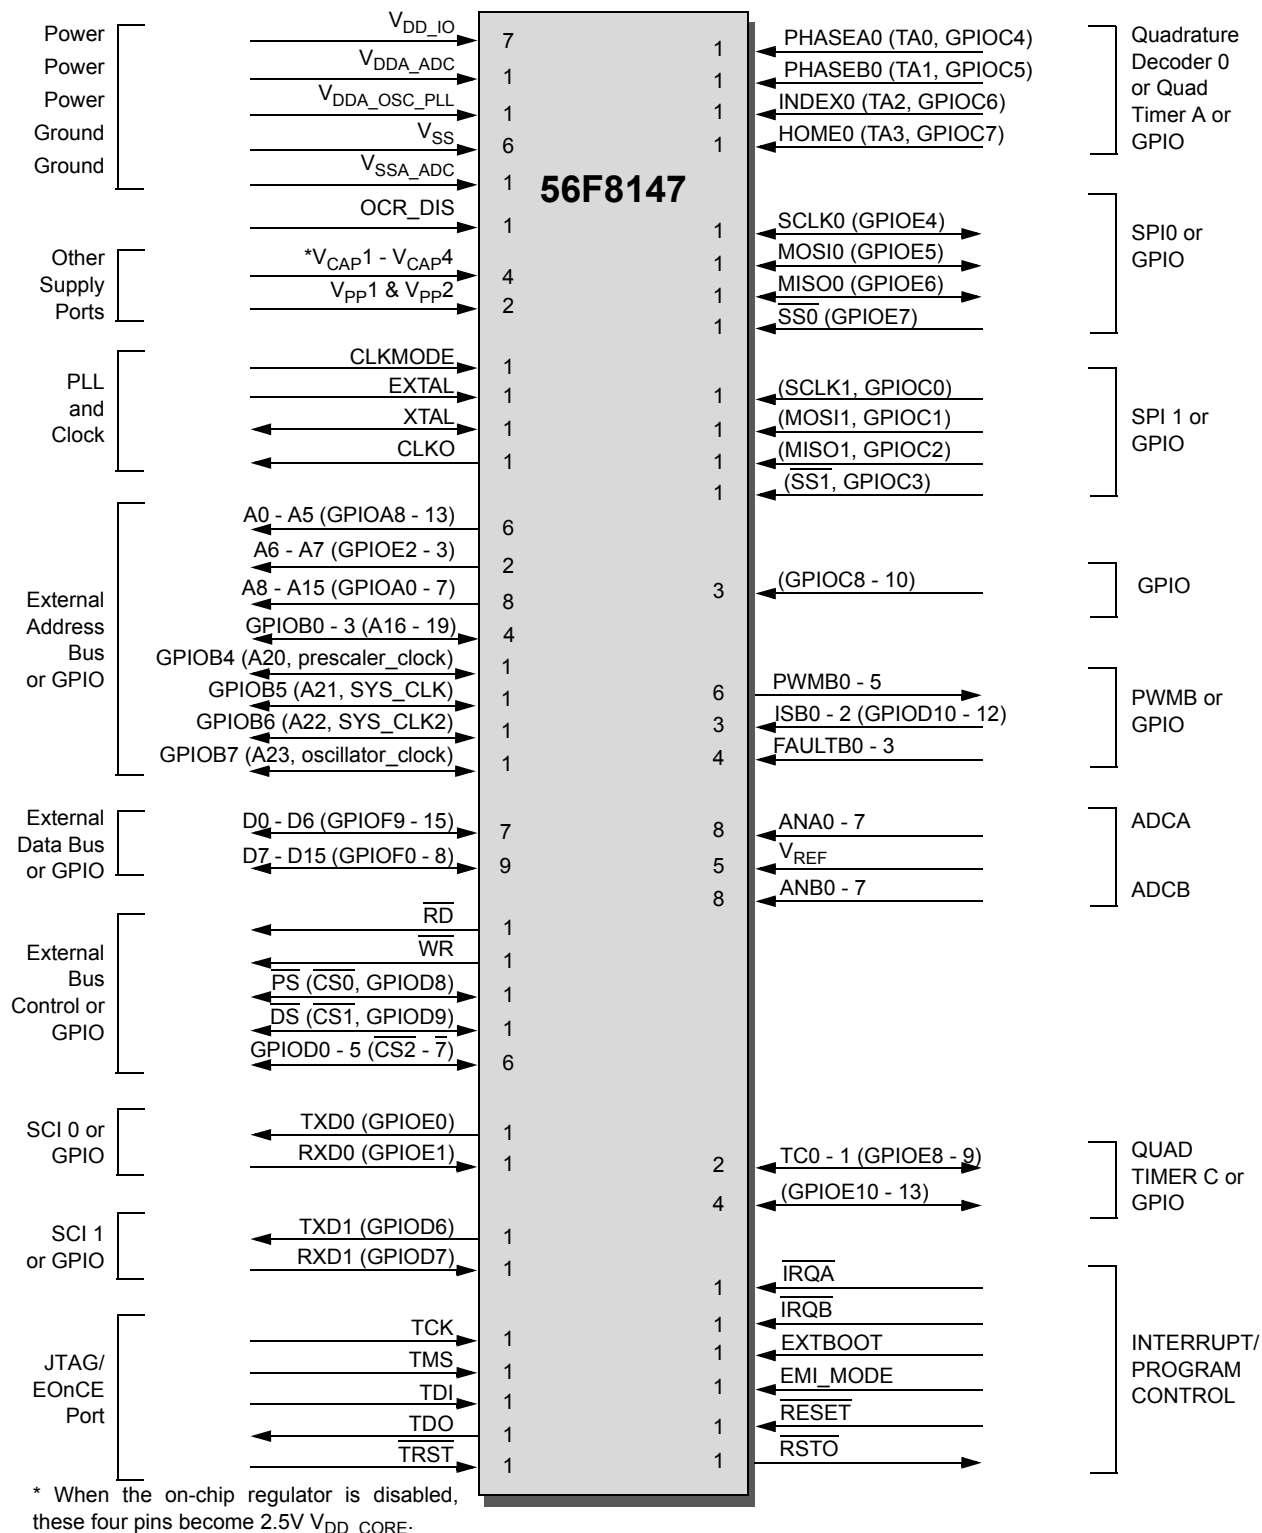 56F8147
Power
Power
Power
Ground
Ground
VDD_IO 7
VDDA_ADC 1
VDDA_OSC_PLL 1
VSS 6
VSSA_ADC 1
OCR_DIS 1
Other
Supply
Ports
*VCAP1 - VCAP4 4
VPP1 & VPP2 2
PLL
and
Clock
CLKMODE 1
EXTAL 1
XTAL 1
CLKO 1
External
Address
Bus
or GPIO
A0 - A5 (GPIOA8 - 13) 6
A6 - A7 (GPIOE2 - 3) 2
A8 - A15 (GPIOA0 - 7) 8
GPIOB0 - 3 (A16 - 19) 4
GPIOB4 (A20, prescaler_clock) 1
GPIOB5 (A21, SYS_CLK) 1
GPIOB6 (A22, SYS_CLK2) 1
GPIOB7 (A23, oscillator_clock) 1
External
Data Bus
or GPIO
D0 - D6 (GPIOF9 - 15) 7
D7 - D15 (GPIOF0 - 8) 9
External
Bus
Control or
GPIO
RD 1
WR 1
PS (CS0, GPIOD8) 1
DS (CS1, GPIOD9) 1
GPIOD0 - 5 (CS2 - 7) 6
SCI 0 or
GPIO
TXD0 (GPIOE0) 1
RXD0 (GPIOE1) 1
SCI 1
or GPIO
TXD1 (GPIOD6) 1
RXD1 (GPIOD7) 1
JTAG/
EOnCE
Port
TCK 1
TMS 1
TDI 1
TDO 1
TRST 1
* When the on-chip regulator is disabled,
these four pins become 2.5V VDD_CORE.
1 PHASEA0 (TA0, GPIOC4)
1 PHASEB0 (TA1, GPIOC5)
1 INDEX0 (TA2, GPIOC6)
1 HOME0 (TA3, GPIOC7)
Quadrature
Decoder 0
or Quad
Timer A or
GPIO
1 SCLK0 (GPIOE4)
1 MOSI0 (GPIOE5)
1 MISO0 (GPIOE6)
1 SS0 (GPIOE7)
SPI0 or
GPIO
1 (SCLK1, GPIOC0)
1 (MOSI1, GPIOC1)
1 (MISO1, GPIOC2)
1 (SS1, GPIOC3)
SPI 1 or
GPIO
3 (GPIOC8 - 10)
GPIO
6 PWMB0 - 5
3 ISB0 - 2 (GPIOD10 - 12)
4 FAULTB0 - 3
PWMB or
GPIO
8 ANA0 - 7
5 VREF
8 ANB0 - 7
ADCA
ADCB
2 TC0 - 1 (GPIOE8 - 9)
4 (GPIOE10 - 13)
QUAD
TIMER C or
GPIO
1 IRQA
1 IRQB
1 EXTBOOT
1 EMI_MODE
1 RESET
1 RSTO
INTERRUPT/
PROGRAM
CONTROL